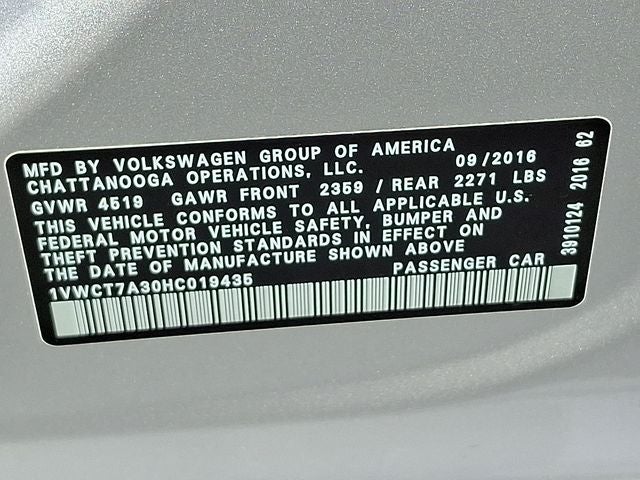 MFD BY VOLKSWAGEN GROUP OF AMERICA
CHATTANOOGA OPERATIONS, LLC. 09/2016
GVWR 4519 GAWR FRONT 2359 / REAR 2271 LBS
THIS VEHICLE CONFORMS TO ALL APPLICABLE U.S.
FEDERAL MOTOR VEHICLE SAFETY, BUMPER AND
THEFT PREVENTION STANDARDS IN EFFECT ON
THE DATE OF MANUFACTURE SHOWN ABOVE
1VWCT7A30HC019435 PASSENGER CAR
3910124 2016 62